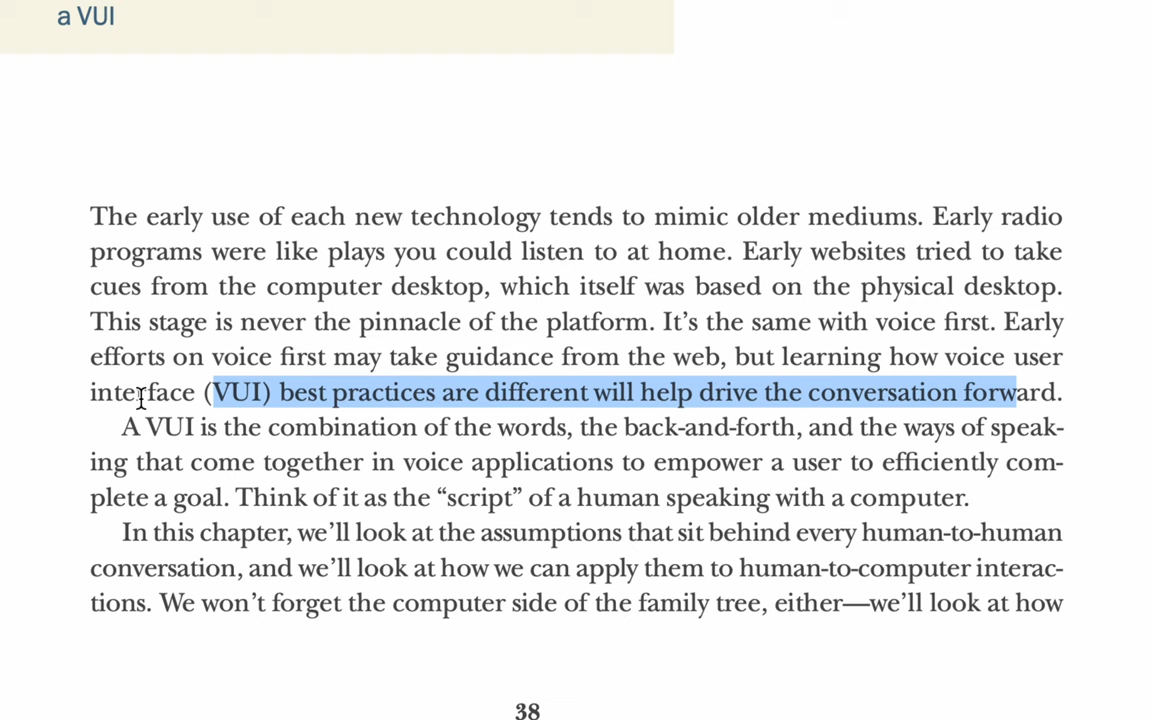 a VUI
The early use of each new technology tends to mimic older mediums. Early radio
programs were like plays you could listen to at home. Early websites tried to take
cues from the computer desktop, which itself was based on the physical desktop.
This stage is never the pinnacle of the platform. It’s the same with voice first. Early
efforts on voice first may take guidance from the web, but learning how voice user
interface (VUI) best practices are different will help drive the conversation forward.
A VUI is the combination of the words, the back-and-forth, and the ways of speak-
ing that come together in voice applications to empower a user to efficiently com-
plete a goal. Think of it as the “script” of a human speaking with a computer.
In this chapter, we’ll look at the assumptions that sit behind every human-to-human
conversation, and we’ll look at how we can apply them to human-to-computer interac-
tions. We won’t forget the computer side of the family tree, either—we’ll look at how
38